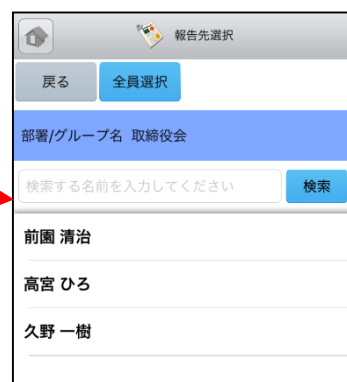 報告先選択
戻る 全員選択
部署/グループ名 取締役会
検索する名前を入力してください 検索
前園 清治
高宮 ひろ
久野 一樹